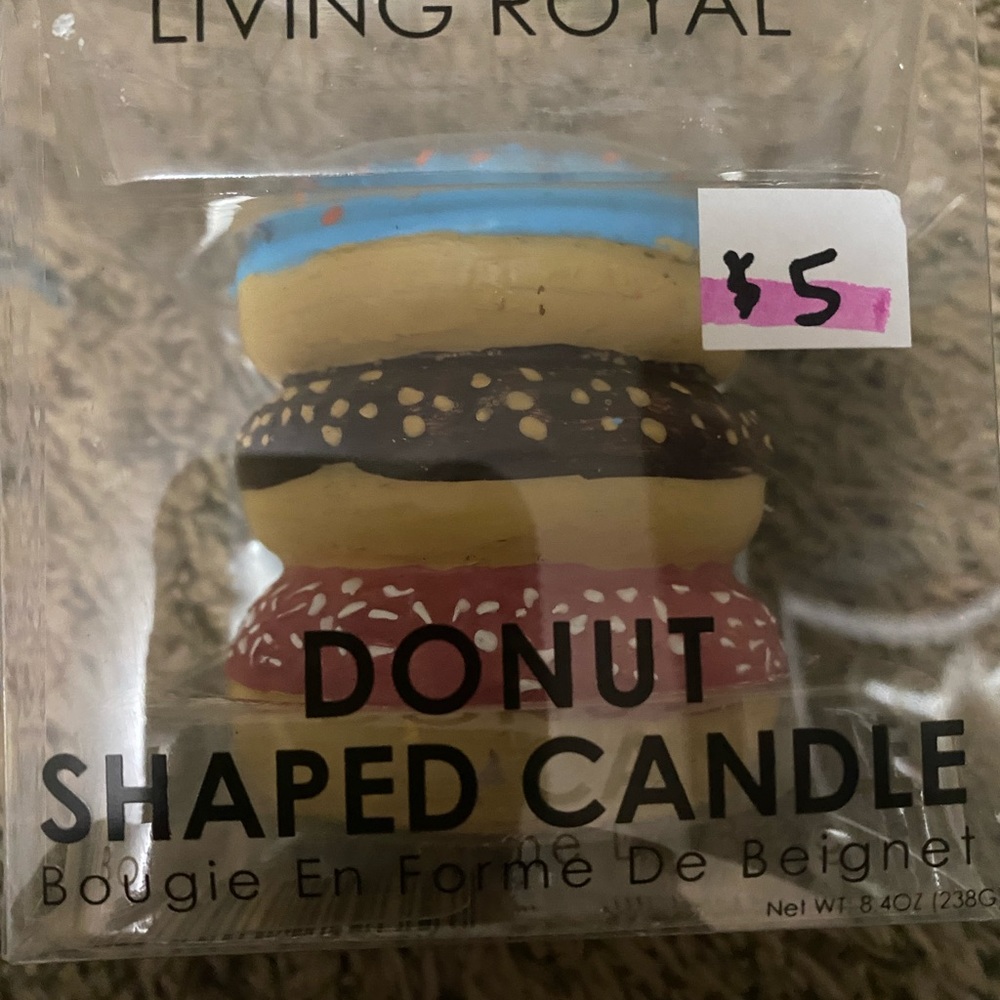 LIVING ROYAL
$5
DONUT
SHAPED CANDLE
Bougie En Forme De Beignet
Net WT 8.4OZ (238G